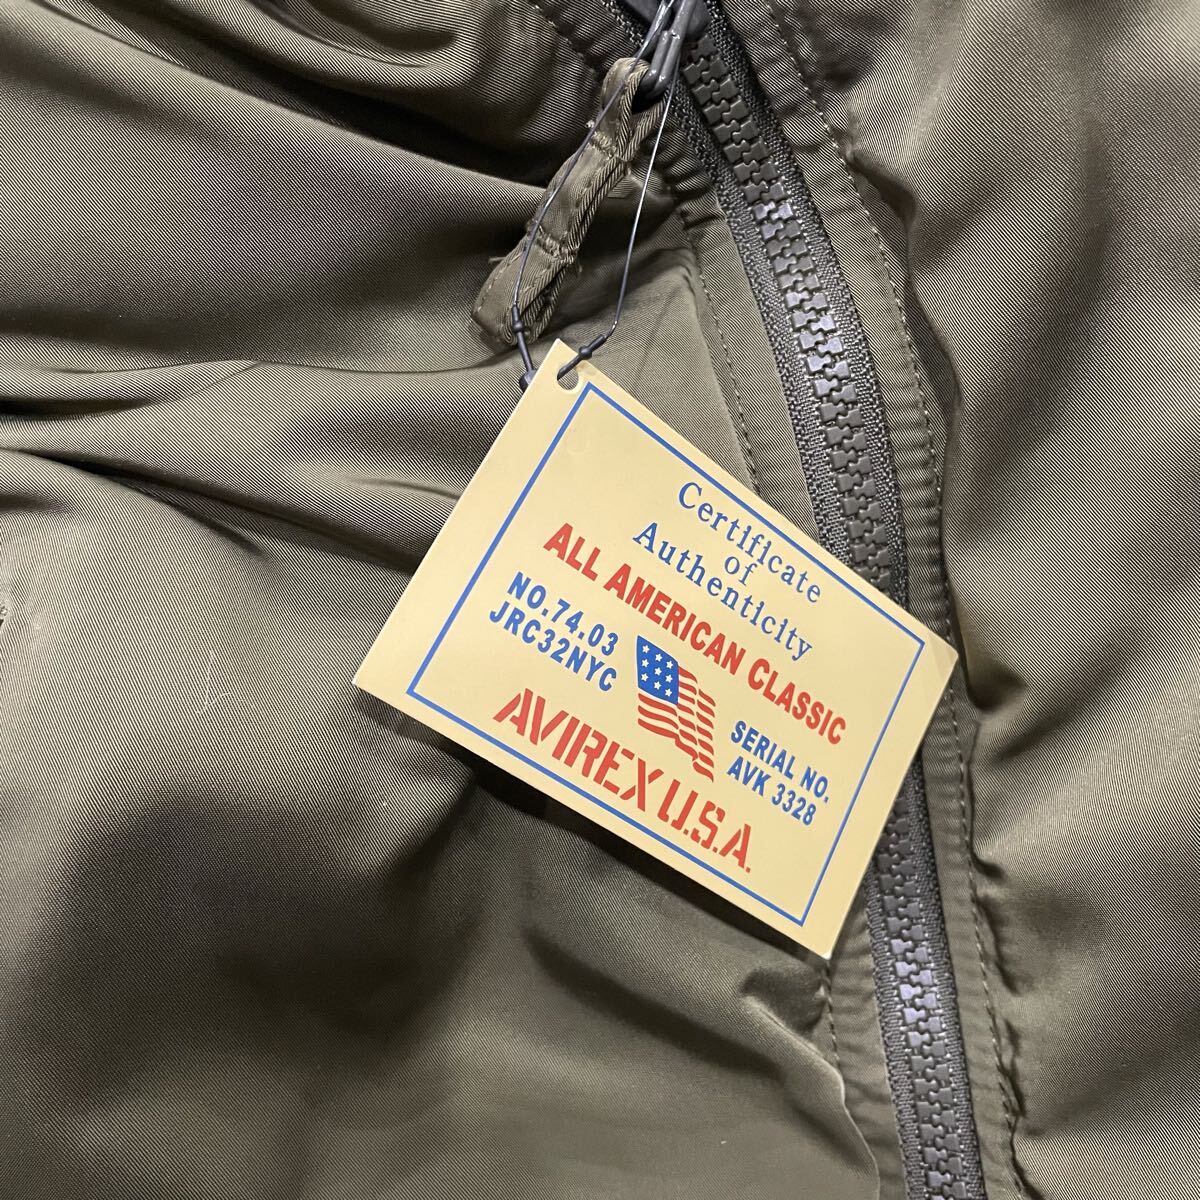 Certificate
of
Authenticity
ALL AMERICAN CLASSIC
NO.74.03
JRC32NYC
SERIAL NO.
AVK 3328
AVIREX U.S.A.